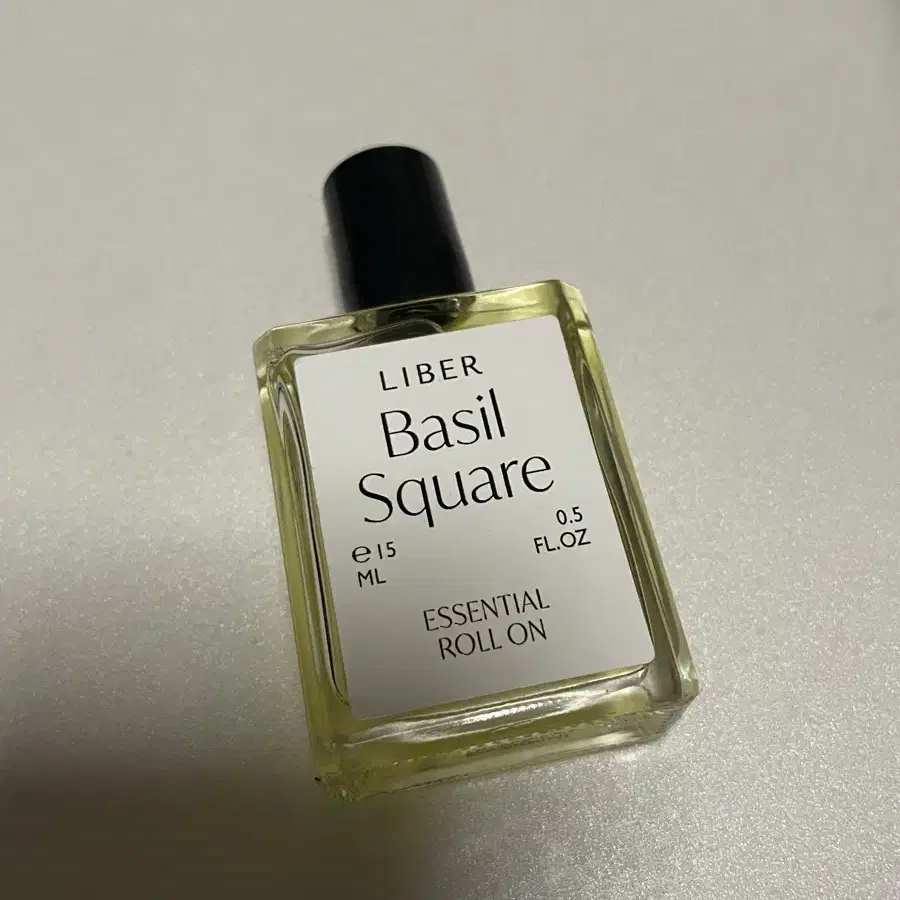 LIBER
Basil
Square
℮15 0.5
ML FL.OZ
ESSENTIAL
ROLL ON